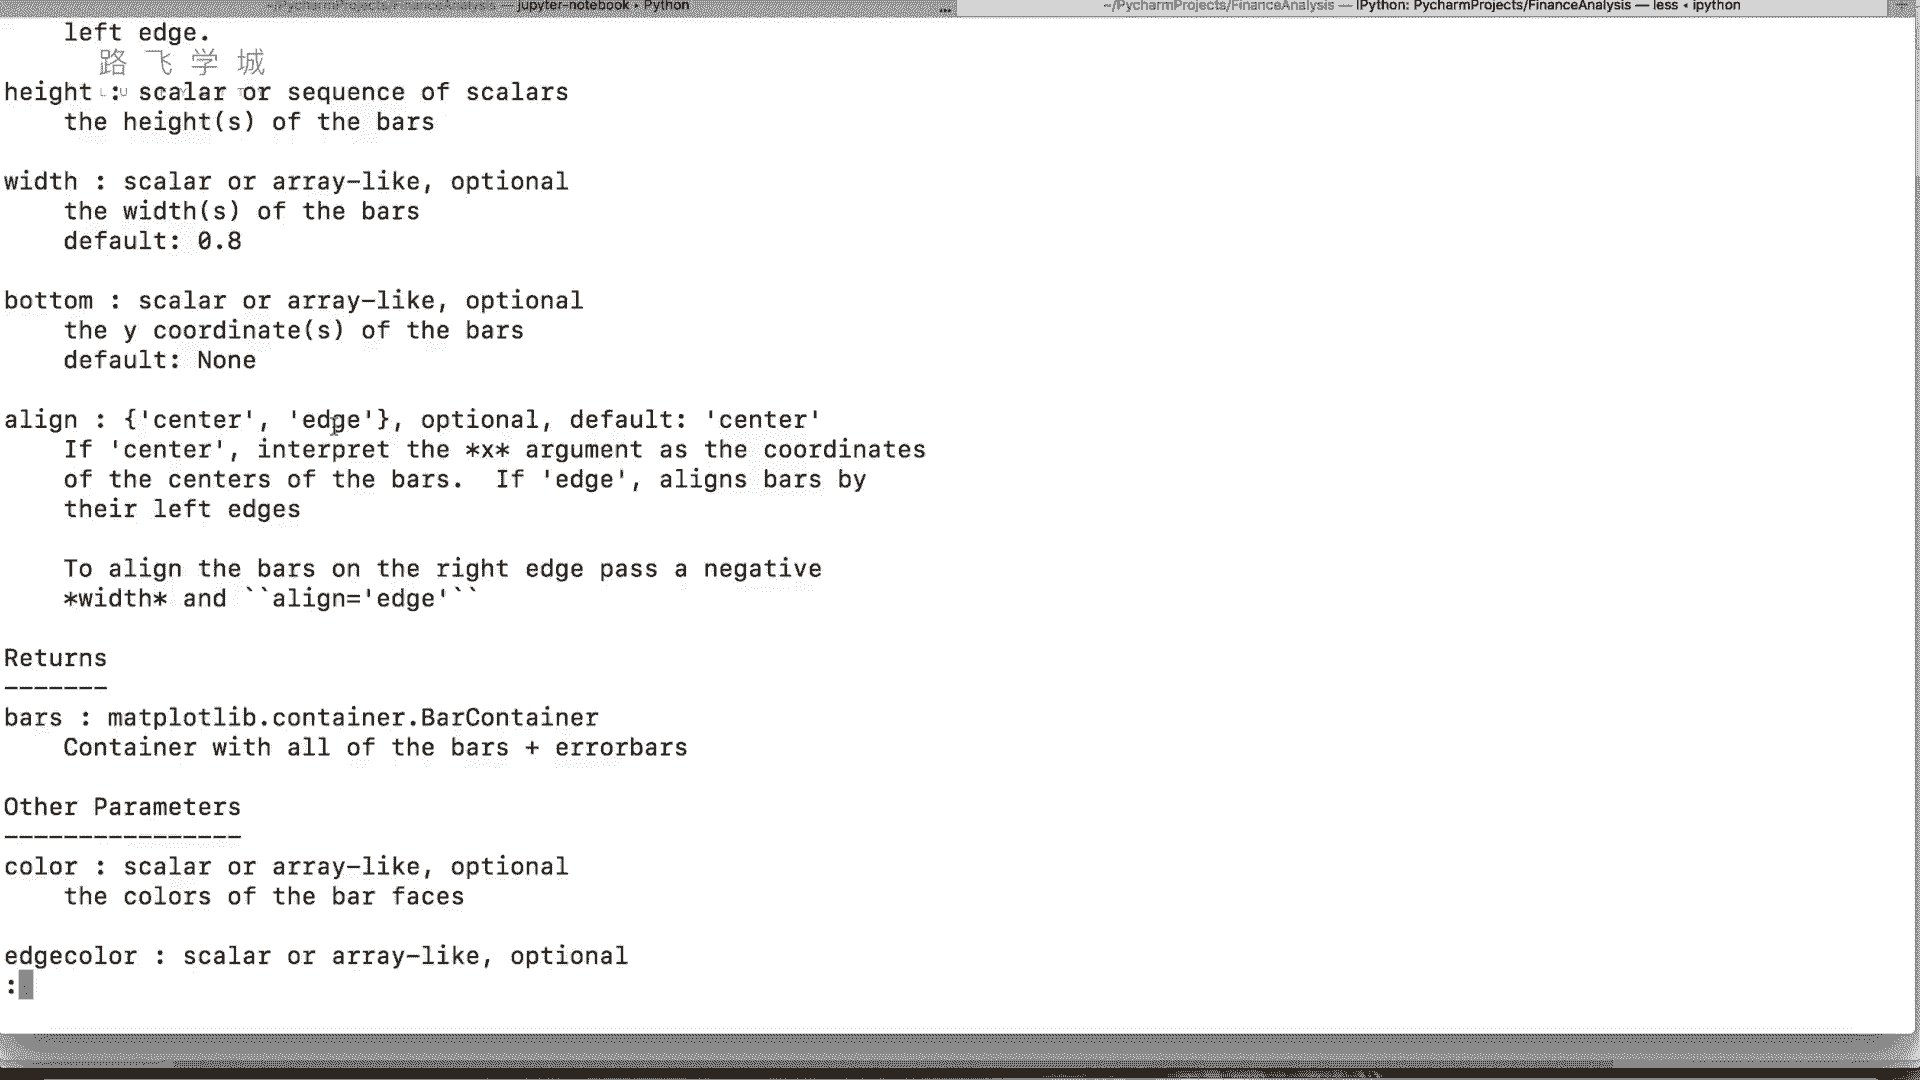 ~/PycharmProjects/FinanceAnalysis — jupyter-notebook • Python
... ~/PycharmProjects/FinanceAnalysis — IPython: PycharmProjects/FinanceAnalysis — less ◂ ipython
left edge.
路飞学城
height : scalar or sequence of scalars
the height(s) of the bars
width : scalar or array-like, optional
the width(s) of the bars
default: 0.8
bottom : scalar or array-like, optional
the y coordinate(s) of the bars
default: None
align : {'center', 'edge'}, optional, default: 'center'
If 'center', interpret the *x* argument as the coordinates
of the centers of the bars.  If 'edge', aligns bars by
their left edges
To align the bars on the right edge pass a negative
*width* and ``align='edge'``
Returns
-------
bars : matplotlib.container.BarContainer
Container with all of the bars + errorbars
Other Parameters
----------------
color : scalar or array-like, optional
the colors of the bar faces
edgecolor : scalar or array-like, optional
: